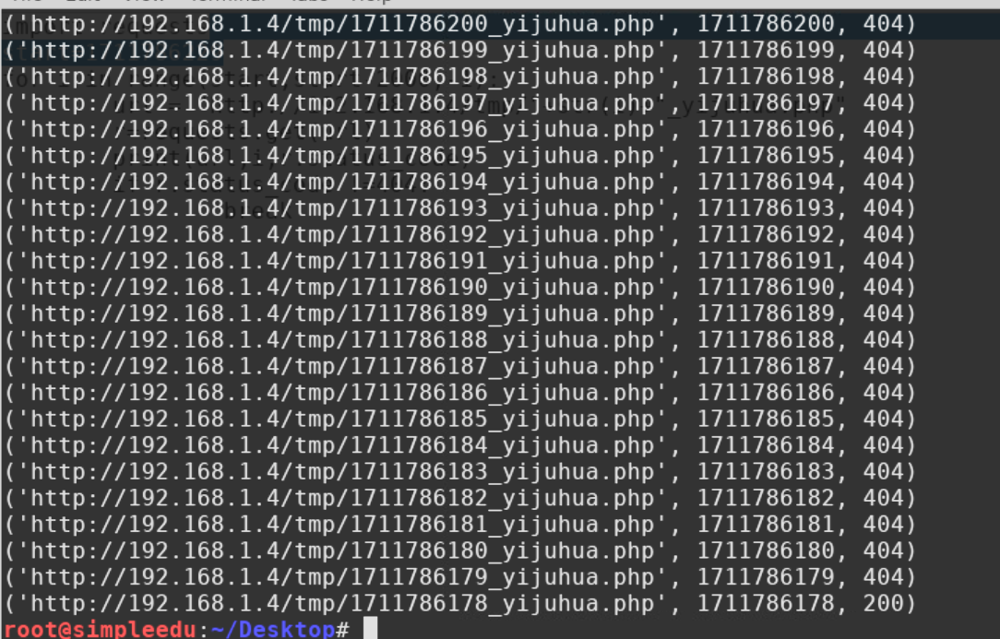 ('http://192.168.1.4/tmp/1711786200_yijuhua.php', 1711786200, 404)
('http://192.168.1.4/tmp/1711786199_yijuhua.php', 1711786199, 404)
('http://192.168.1.4/tmp/1711786198_yijuhua.php', 1711786198, 404)
('http://192.168.1.4/tmp/1711786197_yijuhua.php', 1711786197, 404)
('http://192.168.1.4/tmp/1711786196_yijuhua.php', 1711786196, 404)
('http://192.168.1.4/tmp/1711786195_yijuhua.php', 1711786195, 404)
('http://192.168.1.4/tmp/1711786194_yijuhua.php', 1711786194, 404)
('http://192.168.1.4/tmp/1711786193_yijuhua.php', 1711786193, 404)
('http://192.168.1.4/tmp/1711786192_yijuhua.php', 1711786192, 404)
('http://192.168.1.4/tmp/1711786191_yijuhua.php', 1711786191, 404)
('http://192.168.1.4/tmp/1711786190_yijuhua.php', 1711786190, 404)
('http://192.168.1.4/tmp/1711786189_yijuhua.php', 1711786189, 404)
('http://192.168.1.4/tmp/1711786188_yijuhua.php', 1711786188, 404)
('http://192.168.1.4/tmp/1711786187_yijuhua.php', 1711786187, 404)
('http://192.168.1.4/tmp/1711786186_yijuhua.php', 1711786186, 404)
('http://192.168.1.4/tmp/1711786185_yijuhua.php', 1711786185, 404)
('http://192.168.1.4/tmp/1711786184_yijuhua.php', 1711786184, 404)
('http://192.168.1.4/tmp/1711786183_yijuhua.php', 1711786183, 404)
('http://192.168.1.4/tmp/1711786182_yijuhua.php', 1711786182, 404)
('http://192.168.1.4/tmp/1711786181_yijuhua.php', 1711786181, 404)
('http://192.168.1.4/tmp/1711786180_yijuhua.php', 1711786180, 404)
('http://192.168.1.4/tmp/1711786179_yijuhua.php', 1711786179, 404)
('http://192.168.1.4/tmp/1711786178_yijuhua.php', 1711786178, 200)
root@simpleedu:~/Desktop#